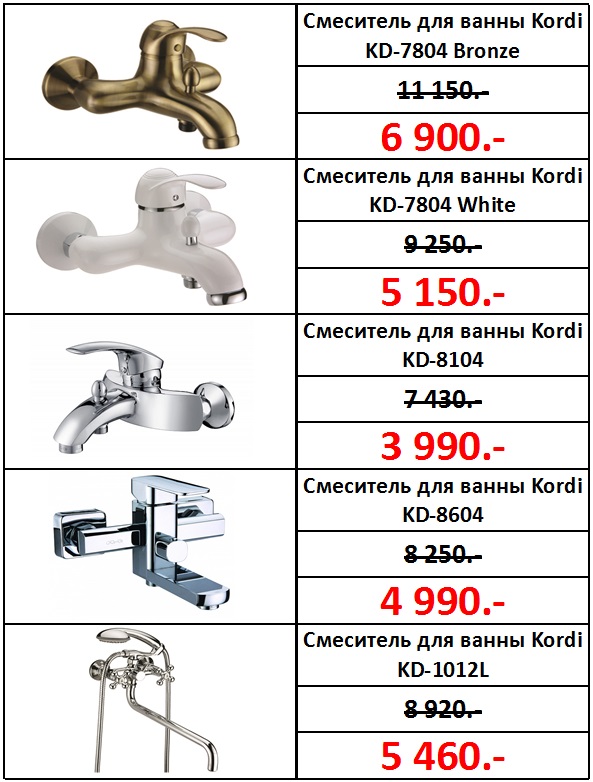 Смеситель для ванны Kordi
KD-7804 Bronze
11 150.-
6 900.-
Смеситель для ванны Kordi
KD-7804 White
9 250.-
5 150.-
Смеситель для ванны Kordi
KD-8104
7 430.-
3 990.-
Смеситель для ванны Kordi
KD-8604
8 250.-
4 990.-
Смеситель для ванны Kordi
KD-1012L
8 920.-
5 460.-